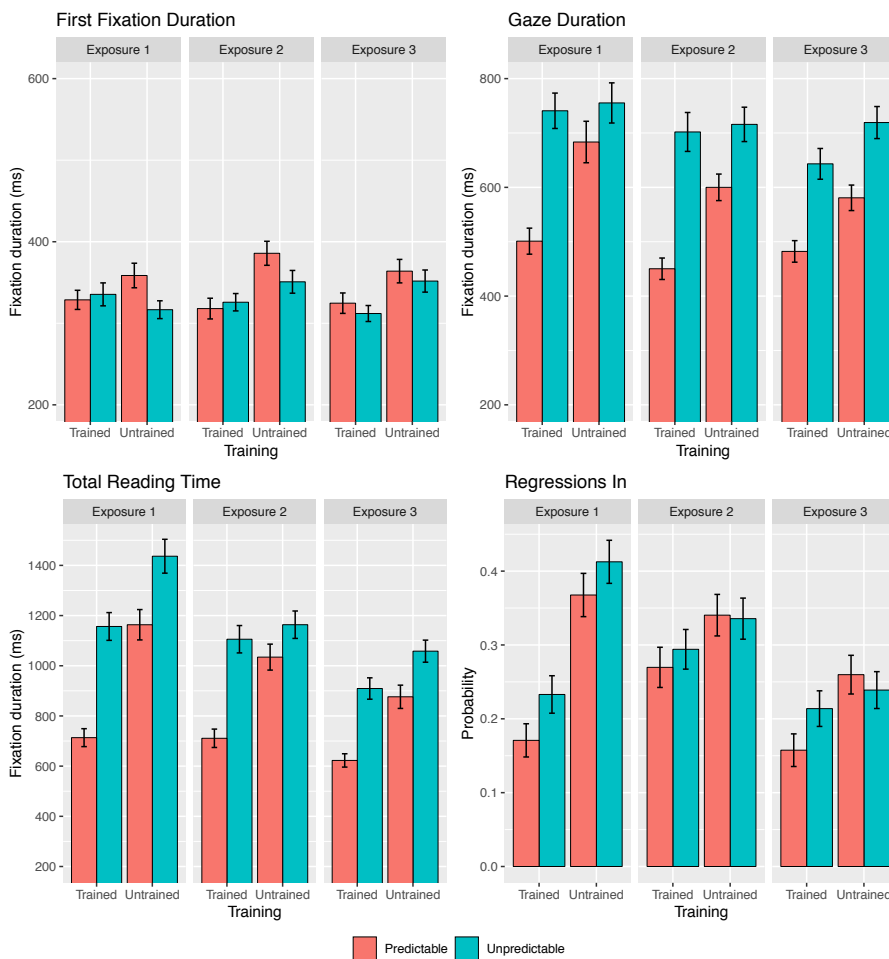 First Fixation Duration
Exposure 1 Exposure 2 Exposure 3
600
400
200
Fixation duration (ms)
Trained Untrained Trained Untrained Trained Untrained
Training
Gaze Duration
Exposure 1 Exposure 2 Exposure 3
800
600
400
200
Fixation duration (ms)
Trained Untrained Trained Untrained Trained Untrained
Training
Total Reading Time
Exposure 1 Exposure 2 Exposure 3
1400
1200
1000
800
600
400
200
Fixation duration (ms)
Trained Untrained Trained Untrained Trained Untrained
Training
Regressions In
Exposure 1 Exposure 2 Exposure 3
0.4
0.3
0.2
0.1
0.0
Probability
Trained Untrained Trained Untrained Trained Untrained
Training
Predictable Unpredictable